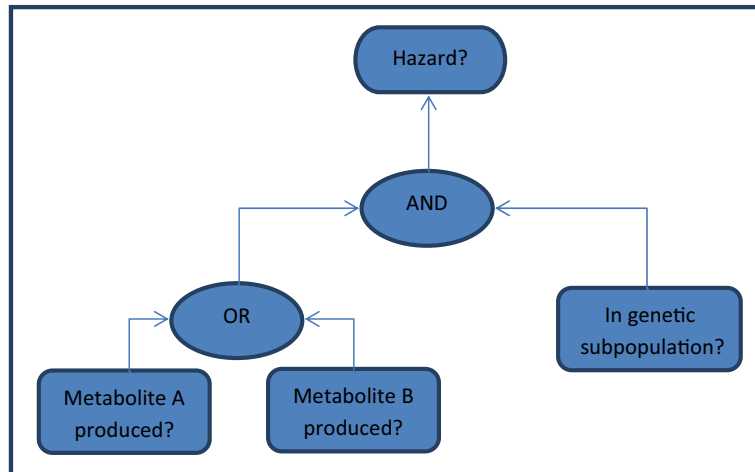 Hazard?
AND
OR
In genetic
subpopulation?
Metabolite A
produced?
Metabolite B
produced?